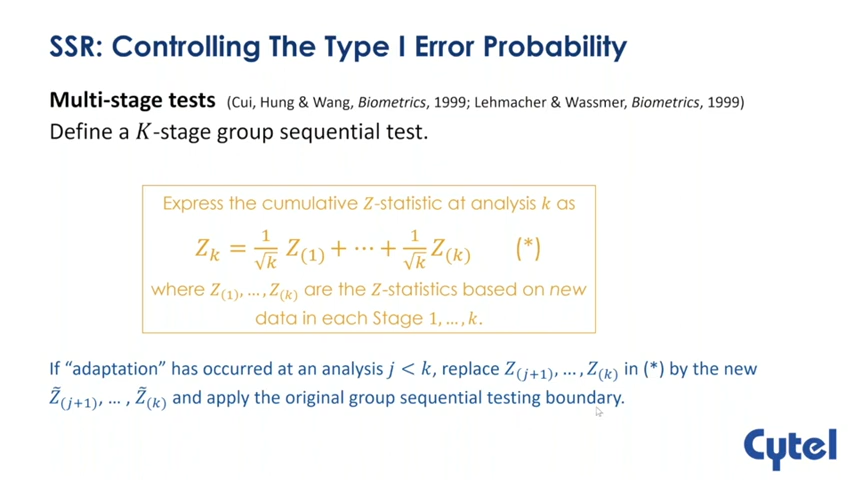 SSR: Controlling The Type I Error Probability
Multi-stage tests (Cui, Hung & Wang, Biometrics, 1999; Lehmacher & Wassmer, Biometrics, 1999)
Define a K-stage group sequential test.
Express the cumulative Z-statistic at analysis k as
Z_k = 1/√k Z_(1) + ⋯ + 1/√k Z_(k) (*)
where Z_(1), …, Z_(k) are the Z-statistics based on new
data in each Stage 1, …, k.
If “adaptation” has occurred at an analysis j < k, replace Z_(j+1), … , Z_(k) in (*) by the new
Z̃_(j+1), … , Z̃_(k) and apply the original group sequential testing boundary.
Cytel